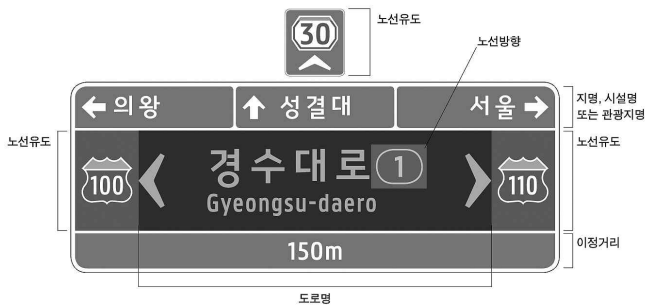 30
노선유도
노선방향
← 의왕
↑ 성결대
서울 →
지명, 시설명
또는 관광지명
노선유도
100
경수대로 1
Gyeongsu-daero
110
노선유도
150m
이정거리
도로명